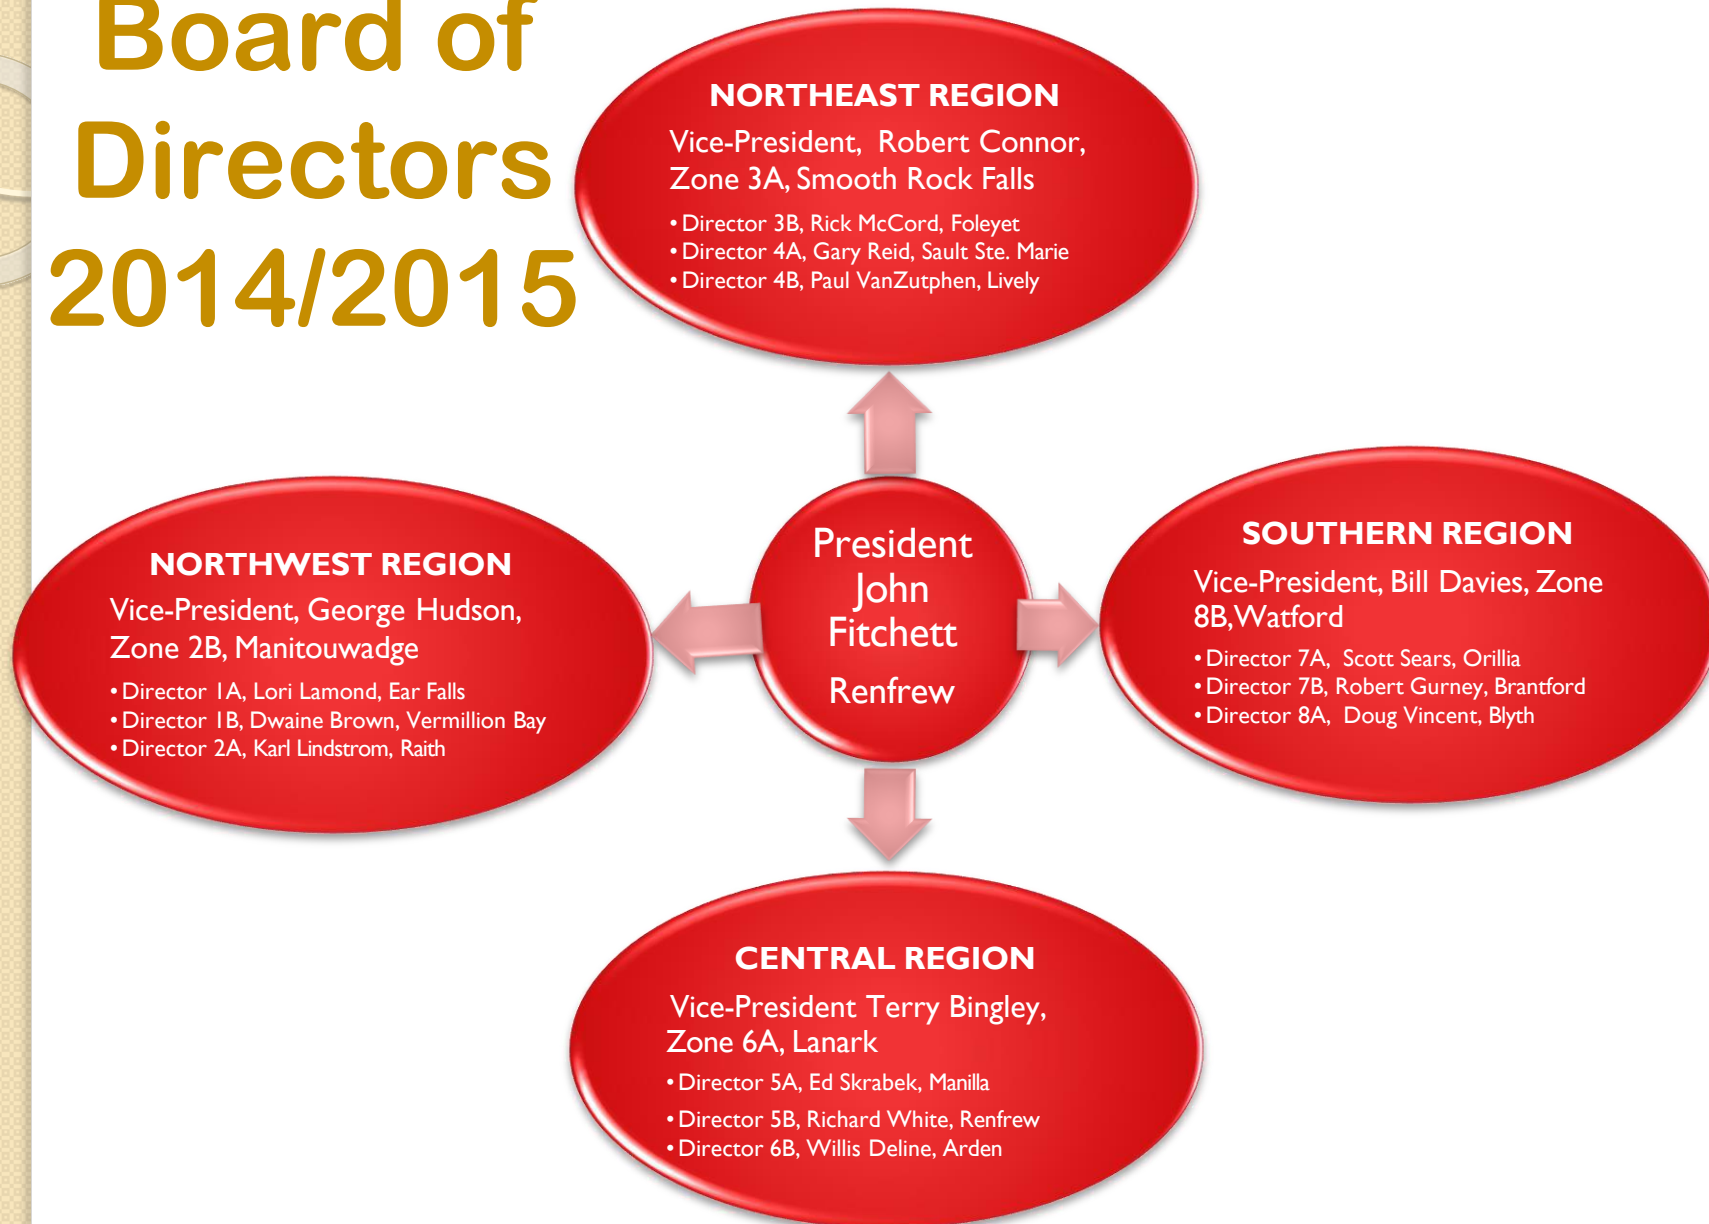 Board of
Directors
2014/2015
NORTHEAST REGION
Vice-President, Robert Connor,
Zone 3A, Smooth Rock Falls
• Director 3B, Rick McCord, Foleyet
• Director 4A, Gary Reid, Sault Ste. Marie
• Director 4B, Paul VanZutphen, Lively
NORTHWEST REGION
Vice-President, George Hudson,
Zone 2B, Manitouwadge
• Director 1A, Lori Lamond, Ear Falls
• Director 1B, Dwaine Brown, Vermillion Bay
• Director 2A, Karl Lindstrom, Raith
President
John
Fitchett
Renfrew
SOUTHERN REGION
Vice-President, Bill Davies, Zone
8B,Watford
• Director 7A, Scott Sears, Orillia
• Director 7B, Robert Gurney, Brantford
• Director 8A, Doug Vincent, Blyth
CENTRAL REGION
Vice-President Terry Bingley,
Zone 6A, Lanark
• Director 5A, Ed Skrabek, Manilla
• Director 5B, Richard White, Renfrew
• Director 6B, Willis Deline, Arden